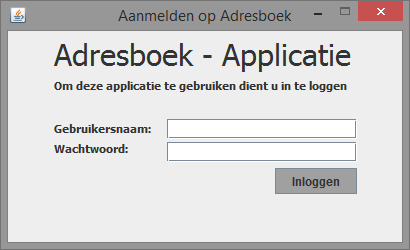 Aanmelden op Adresboek
Adresboek - Applicatie
Om deze applicatie te gebruiken dient u in te loggen
Gebruikersnaam:
Wachtwoord:
Inloggen